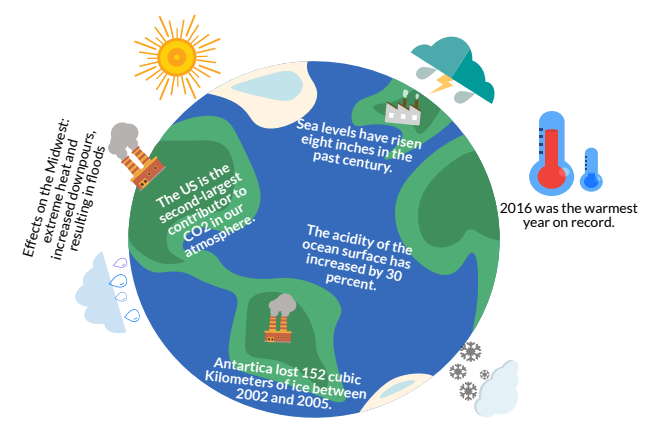 Effects on the Midwest:
extreme heat and
increased downpours,
resulting in floods
The US is the
second-largest
contributor to
CO2 in our
atmosphere.
Sea levels have risen
eight inches in the
past century.
2016 was the warmest
year on record.
The acidity of the
ocean surface has
increased by 30
percent.
Antartica lost 152 cubic
Kilometers of ice between
2002 and 2005.